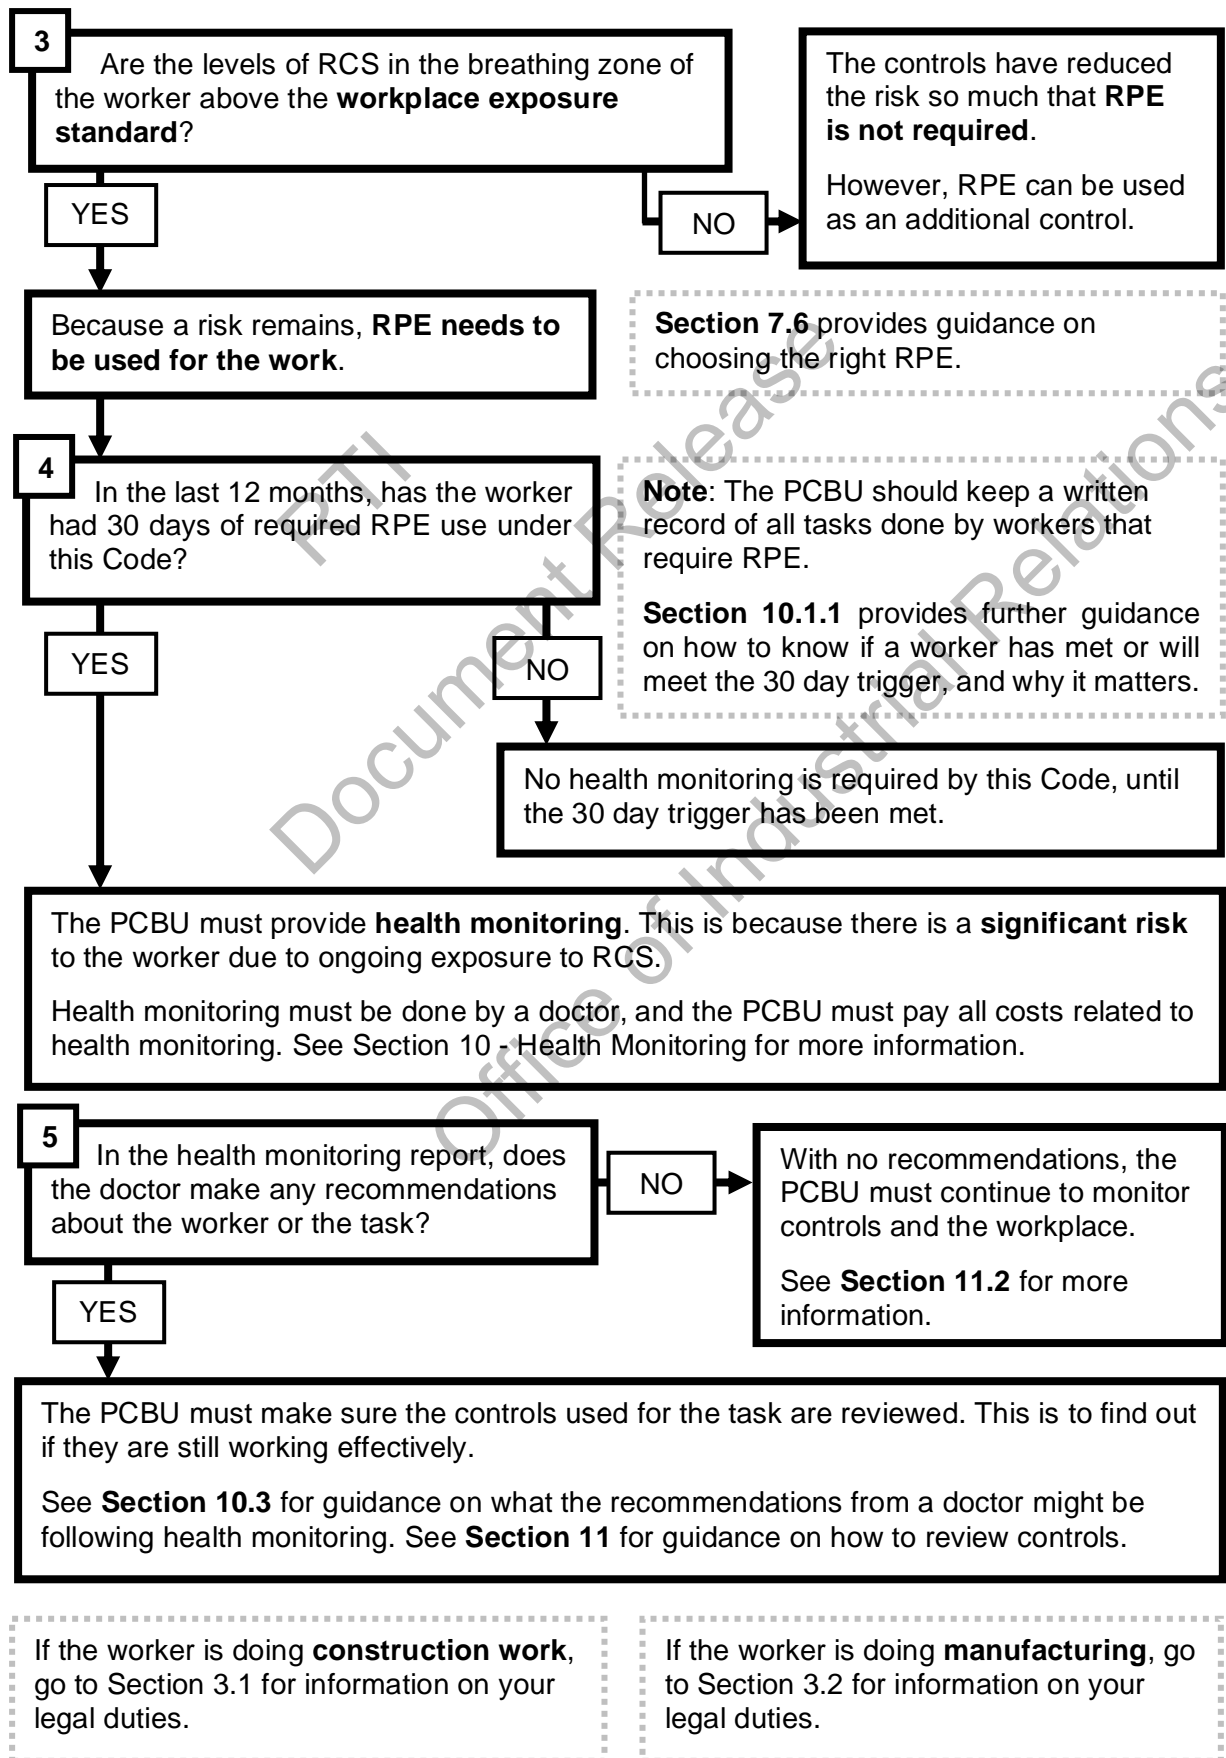 3
Are the levels of RCS in the breathing zone of
the worker above the workplace exposure
standard?
The controls have reduced
the risk so much that RPE
is not required.
However, RPE can be used
as an additional control.
YES
NO
Because a risk remains, RPE needs to
be used for the work.
Section 7.6 provides guidance on
choosing the right RPE.
4
In the last 12 months, has the worker
had 30 days of required RPE use under
this Code?
Note: The PCBU should keep a written
record of all tasks done by workers that
require RPE.
Section 10.1.1 provides further guidance
on how to know if a worker has met or will
meet the 30 day trigger, and why it matters.
YES
NO
No health monitoring is required by this Code, until
the 30 day trigger has been met.
The PCBU must provide health monitoring. This is because there is a significant risk
to the worker due to ongoing exposure to RCS.
Health monitoring must be done by a doctor, and the PCBU must pay all costs related to
health monitoring. See Section 10 - Health Monitoring for more information.
5
In the health monitoring report, does
the doctor make any recommendations
about the worker or the task?
NO
With no recommendations, the
PCBU must continue to monitor
controls and the workplace.
See Section 11.2 for more
information.
YES
The PCBU must make sure the controls used for the task are reviewed. This is to find out
if they are still working effectively.
See Section 10.3 for guidance on what the recommendations from a doctor might be
following health monitoring. See Section 11 for guidance on how to review controls.
If the worker is doing construction work,
go to Section 3.1 for information on your
legal duties.
If the worker is doing manufacturing, go
to Section 3.2 for information on your
legal duties.
RTI
Document Release
Office of Industrial Relations